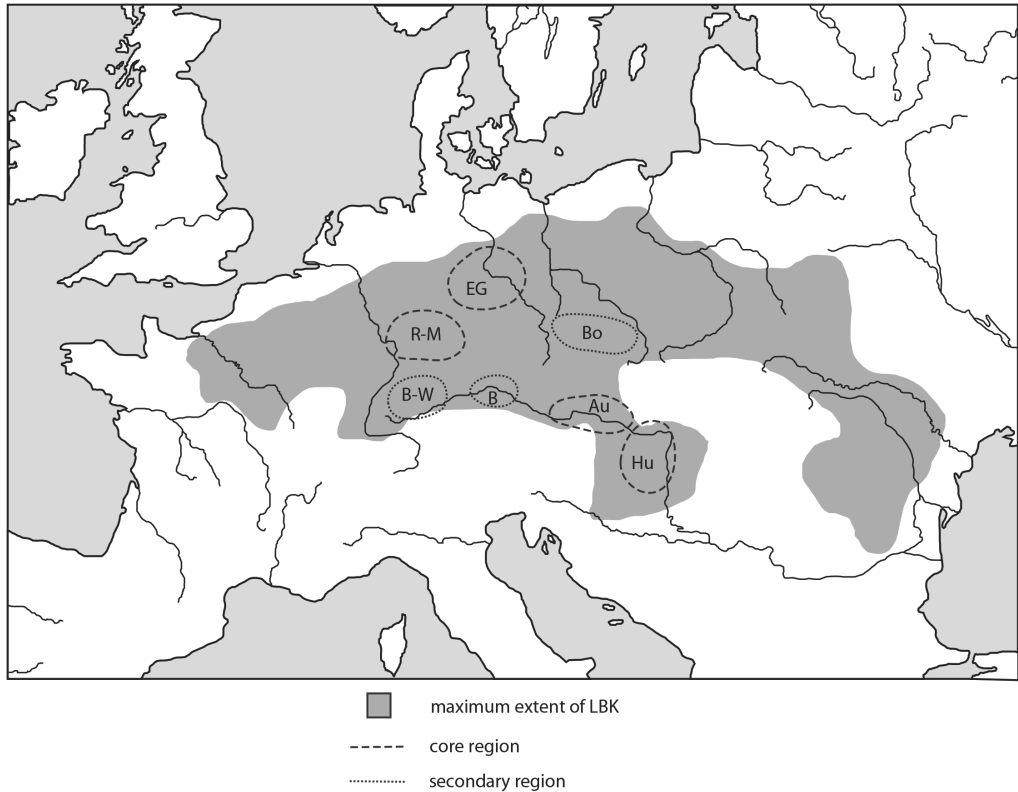 EG
R-M
Bo
B-W
B
Au
Hu
maximum extent of LBK
core region
secondary region